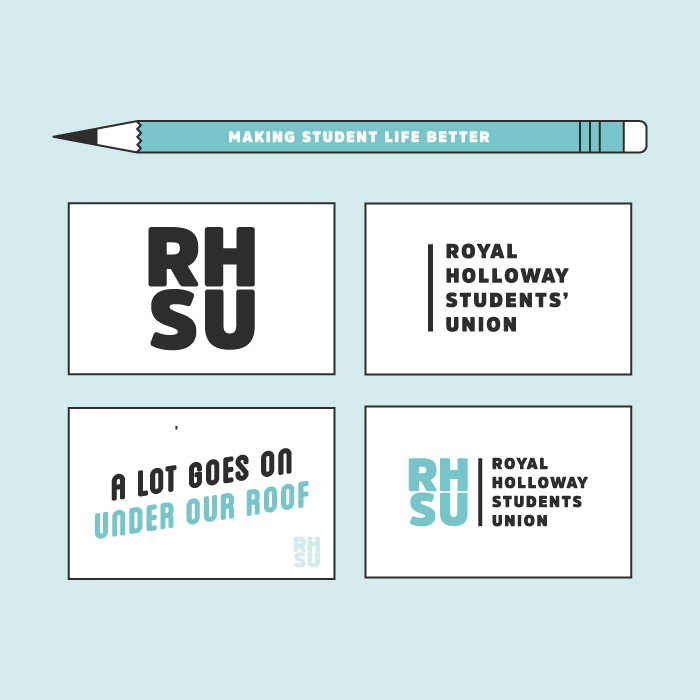 MAKING STUDENT LIFE BETTER
RH
SU
ROYAL
HOLLOWAY
STUDENTS’
UNION
’
A LOT GOES ON
UNDER OUR ROOF
RH
SU
RH
SU
ROYAL
HOLLOWAY
STUDENTS
UNION